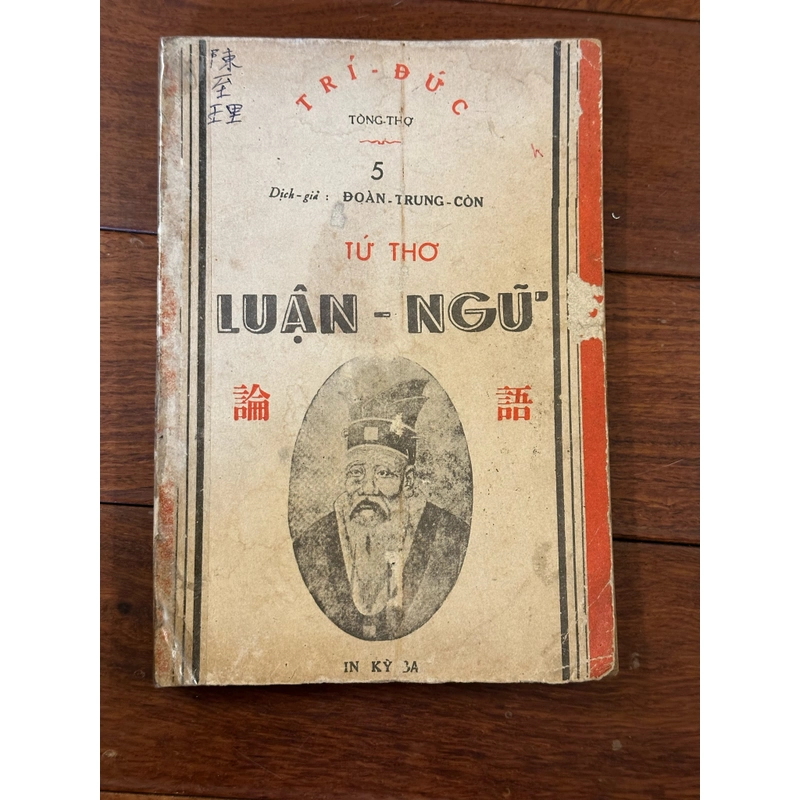 陳
至
理
TRÍ-ĐỨC
TÒNG-THƠ
5
Dịch-giả : ĐOÀN-TRUNG-CÒN
TỨ THƠ
LUẬN - NGỮ
論 語
IN KỲ BA